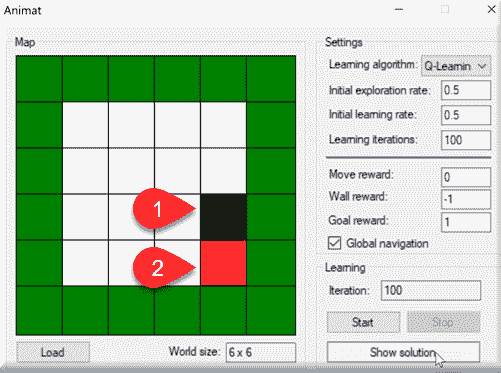 Animat
Map
1
2
Load
World size: 6 x 6
Settings
Learning algorithm: Q-Learnin
Initial exploration rate: 0.5
Initial learning rate: 0.5
Learning iterations: 100
Move reward: 0
Wall reward: -1
Goal reward: 1
Global navigation
Learning
Iteration: 100
Start Stop
Show solution